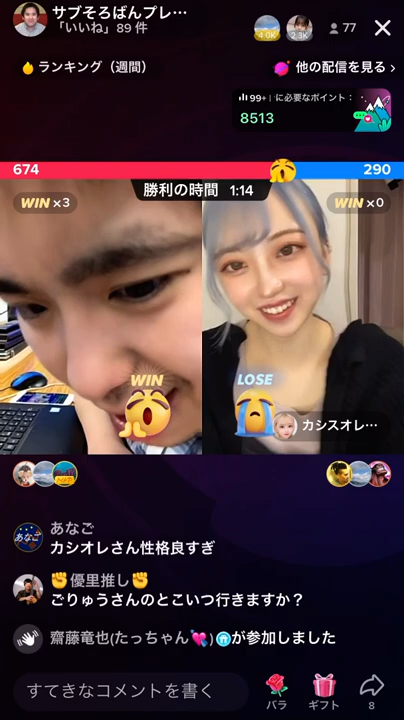 サブそろばんプレ…
「いいね」89 件
4.0K
2.3K
77
ランキング（週間）
他の配信を見る
99+
に必要なポイント：
8513
674
290
勝利の時間 1:14
WIN x3
WIN x0
WIN
LOSE
カシスオレ…
あなご
あなご
カシオレさん性格良すぎ
✊優里推し✊
ごりゅうさんのとこいつ行きますか？
齋藤竜也(たっちゃん💘)が参加しました
すてきなコメントを書く
バラ
ギフト
8